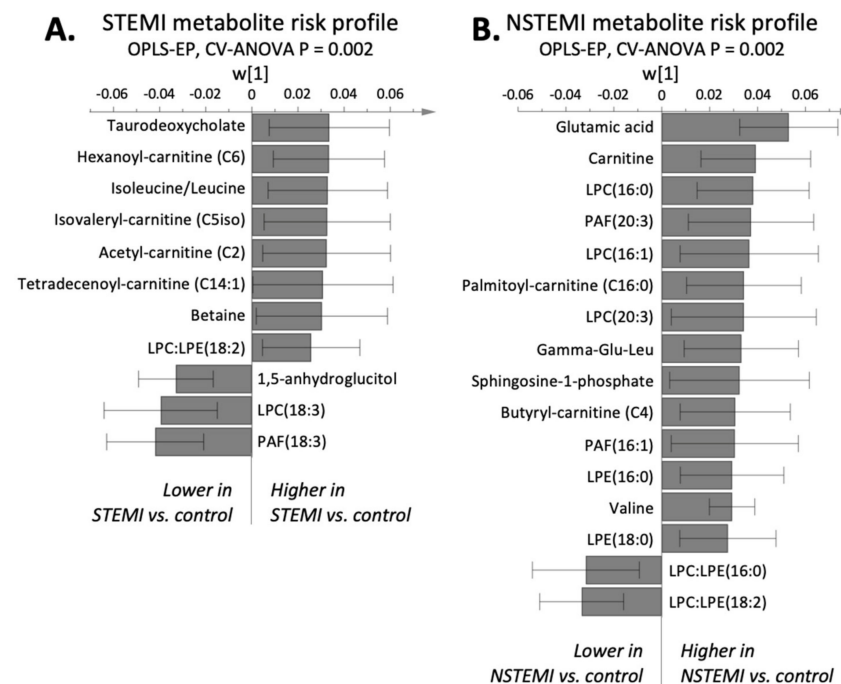 A.
STEMI metabolite risk profile
OPLS-EP, CV-ANOVA P = 0.002
w[1]
-0.06 -0.04 -0.02 0 0.02 0.04 0.06
Taurodeoxycholate
Hexanoyl-carnitine (C6)
Isoleucine/Leucine
Isovaleryl-carnitine (C5iso)
Acetyl-carnitine (C2)
Tetradecenoyl-carnitine (C14:1)
Betaine
LPC:LPE(18:2)
1,5-anhydroglucitol
LPC(18:3)
PAF(18:3)
Lower in
STEMI vs. control
Higher in
STEMI vs. control
B.
NSTEMI metabolite risk profile
OPLS-EP, CV-ANOVA P = 0.002
w[1]
-0.06 -0.04 -0.02 0 0.02 0.04 0.06
Glutamic acid
Carnitine
LPC(16:0)
PAF(20:3)
LPC(16:1)
Palmitoyl-carnitine (C16:0)
LPC(20:3)
Gamma-Glu-Leu
Sphingosine-1-phosphate
Butyryl-carnitine (C4)
PAF(16:1)
LPE(16:0)
Valine
LPE(18:0)
LPC:LPE(16:0)
LPC:LPE(18:2)
Lower in
NSTEMI vs. control
Higher in
NSTEMI vs. control